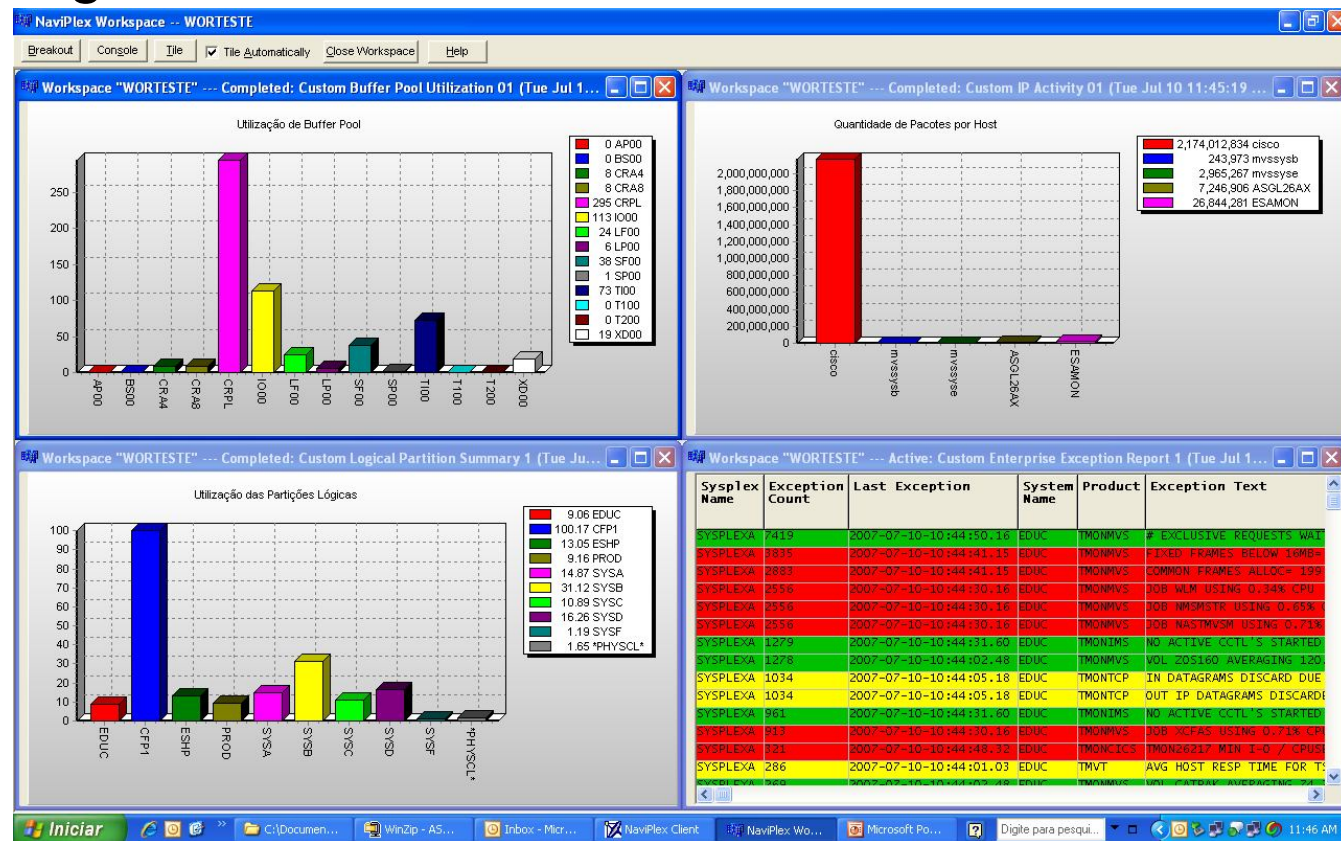 NaviPlex Workspace -- WORTESTE
Breakout Console Tile Tile Automatically Close Workspace Help
Workspace "WORTESTE" --- Completed: Custom Buffer Pool Utilization 01 (Tue Jul 1...
Utilização de Buffer Pool
250
200
150
100
50
0
AP00 BS00 CRA4 CRA8 CRPL IO00 LF00 LP00 SF00 SP00 TI00 T100 T200 XD00
0 AP00
0 BS00
8 CRA4
8 CRA8
295 CRPL
113 IO00
24 LF00
6 LP00
38 SF00
1 SP00
73 TI00
0 T100
0 T200
19 XD00
Workspace "WORTESTE" --- Completed: Custom IP Activity 01 (Tue Jul 10 11:45:19 ...
Quantidade de Pacotes por Host
2,000,000,000
1,800,000,000
1,600,000,000
1,400,000,000
1,200,000,000
1,000,000,000
800,000,000
600,000,000
400,000,000
200,000,000
0
cisco mvssysb mvssyse ASGL26AX ESAMON
2,174,012,834 cisco
243,973 mvssysb
2,965,267 mvssyse
7,246,906 ASGL26AX
26,844,281 ESAMON
Workspace "WORTESTE" --- Completed: Custom Logical Partition Summary 1 (Tue Ju...
Utilização das Partições Lógicas
100
90
80
70
60
50
40
30
20
10
0
EDUC CFP1 ESHP PROD SYSA SYSB SYSC SYSD SYSF *PHYSCL*
9.06 EDUC
100.17 CFP1
13.05 ESHP
9.16 PROD
14.87 SYSA
31.12 SYSB
10.89 SYSC
16.26 SYSD
1.19 SYSF
1.65 *PHYSCL*
Workspace "WORTESTE" --- Active: Custom Enterprise Exception Report 1 (Tue Jul 1...
Sysplex Name Exception Count Last Exception System Name Product Exception Text
SYSPLEXA 7419 2007-07-10-10:44:50.16 EDUC TMONMVS # EXCLUSIVE REQUESTS WAI
SYSPLEXA 3835 2007-07-10-10:44:41.15 EDUC TMONMVS FIXED FRAMES BELOW 16MB=
SYSPLEXA 2883 2007-07-10-10:44:41.15 EDUC TMONMVS COMMON FRAMES ALLOC= 199
SYSPLEXA 2556 2007-07-10-10:44:30.16 EDUC TMONMVS JOB WLM USING 0.34% CPU
SYSPLEXA 2556 2007-07-10-10:44:30.16 EDUC TMONMVS JOB NMSMSTR USING 0.65%
SYSPLEXA 2556 2007-07-10-10:44:30.16 EDUC TMONMVS JOB NASTMVSM USING 0.71%
SYSPLEXA 1279 2007-07-10-10:44:31.60 EDUC TMONIMS NO ACTIVE CCTL'S STARTED
SYSPLEXA 1278 2007-07-10-10:44:02.48 EDUC TMONMVS VOL ZOS160 AVERAGING 120.
SYSPLEXA 1034 2007-07-10-10:44:05.18 EDUC TMONTCP IN DATAGRAMS DISCARD DUE
SYSPLEXA 1034 2007-07-10-10:44:05.18 EDUC TMONTCP OUT IP DATAGRAMS DISCARDE
SYSPLEXA 961 2007-07-10-10:44:31.60 EDUC TMONIMS NO ACTIVE CCTL'S STARTED
SYSPLEXA 913 2007-07-10-10:44:30.16 EDUC TMONMVS JOB XCFAS USING 0.71% CPU
SYSPLEXA 321 2007-07-10-10:44:48.32 EDUC TMONCICS TMON26217 MIN I-O / CPUSE
SYSPLEXA 286 2007-07-10-10:44:01.03 EDUC TMVT AVG HOST RESP TIME FOR TS
SYSPLEXA 269 2007-07-10-10:44:02.48 EDUC TMONMVS VOL CATPAK AVERAGING 74
Iniciar C:\Documen... WinZip - AS... Inbox - Micr... NaviPlex Client NaviPlex Wo... Microsoft Po... Digite para pesqui... 11:46 AM